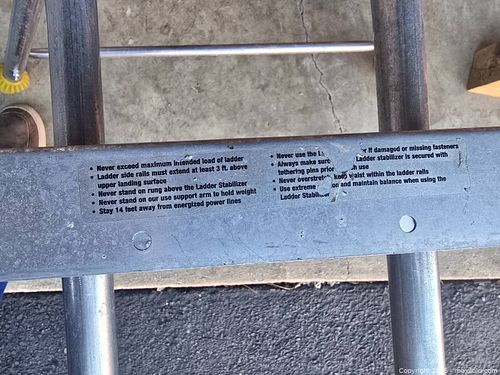 • Never exceed maximum intended load of ladder
• Ladder side rails must extend at least 3 ft. above
upper landing surface
• Never stand on rung above the Ladder Stabilizer
• Never stand on our use support arm to hold weight
• Stay 14 feet away from energized power lines
• Never use the if damaged or missing fasteners
• Always make sure Ladder stabilizer is secured with
tethering pins prior use
• Never overstretch, keep waist within the ladder rails
• Use extreme and maintain balance when using the
Ladder
Copyright